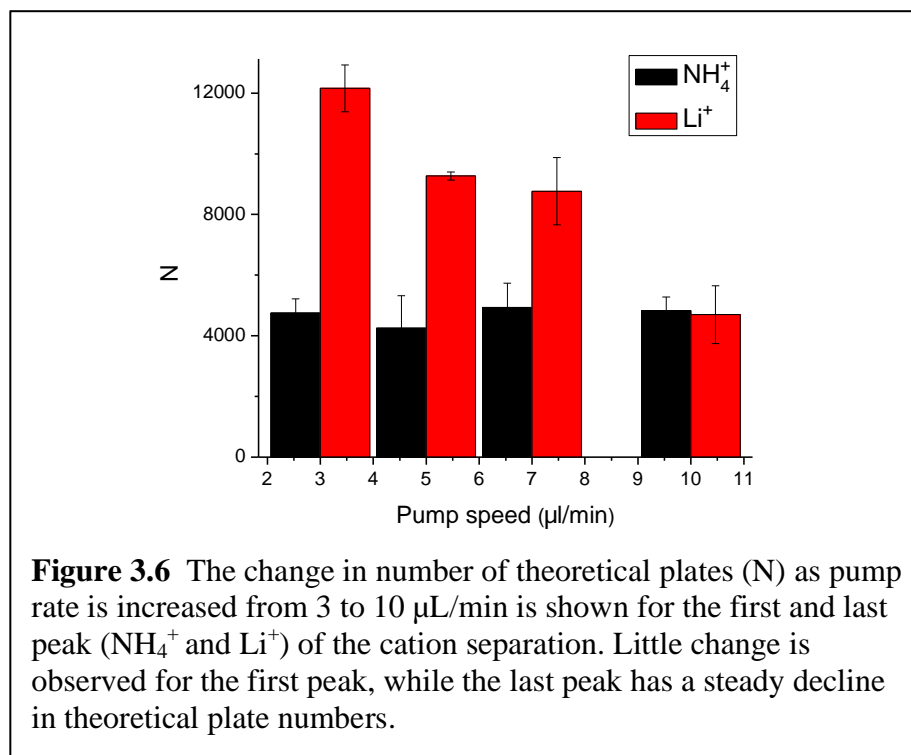 NH₄⁺
Li⁺
12000
8000
4000
0
N
2 3 4 5 6 7 8 9 10 11
Pump speed (µl/min)
Figure 3.6 The change in number of theoretical plates (N) as pump
rate is increased from 3 to 10 µL/min is shown for the first and last
peak (NH₄⁺ and Li⁺) of the cation separation. Little change is
observed for the first peak, while the last peak has a steady decline
in theoretical plate numbers.